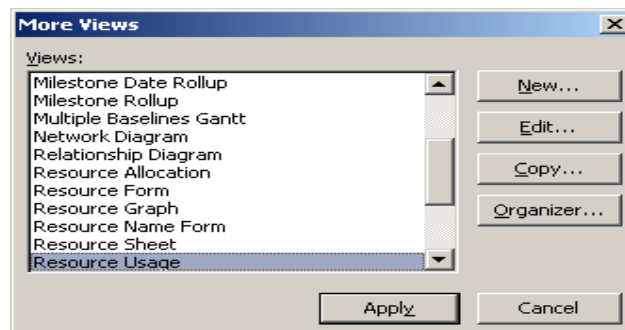 More Views
Views:
Milestone Date Rollup
Milestone Rollup
Multiple Baselines Gantt
Network Diagram
Relationship Diagram
Resource Allocation
Resource Form
Resource Graph
Resource Name Form
Resource Sheet
Resource Usage
New...
Edit...
Copy...
Organizer...
Apply
Cancel